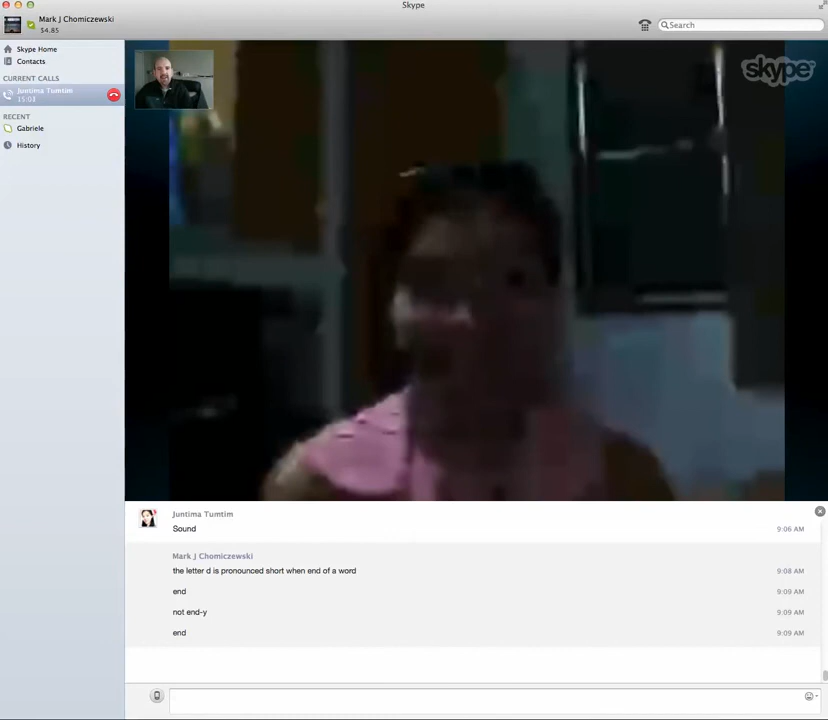 Skype
Mark J Chomiczewski
$4.85
Search
Skype Home
Contacts
CURRENT CALLS
Juntima Tumtim
15:03
RECENT
Gabriele
History
skype
Juntima Tumtim
Sound 9:06 AM
Mark J Chomiczewski
the letter d is pronounced short when end of a word 9:08 AM
end 9:09 AM
not end-y 9:09 AM
end 9:09 AM